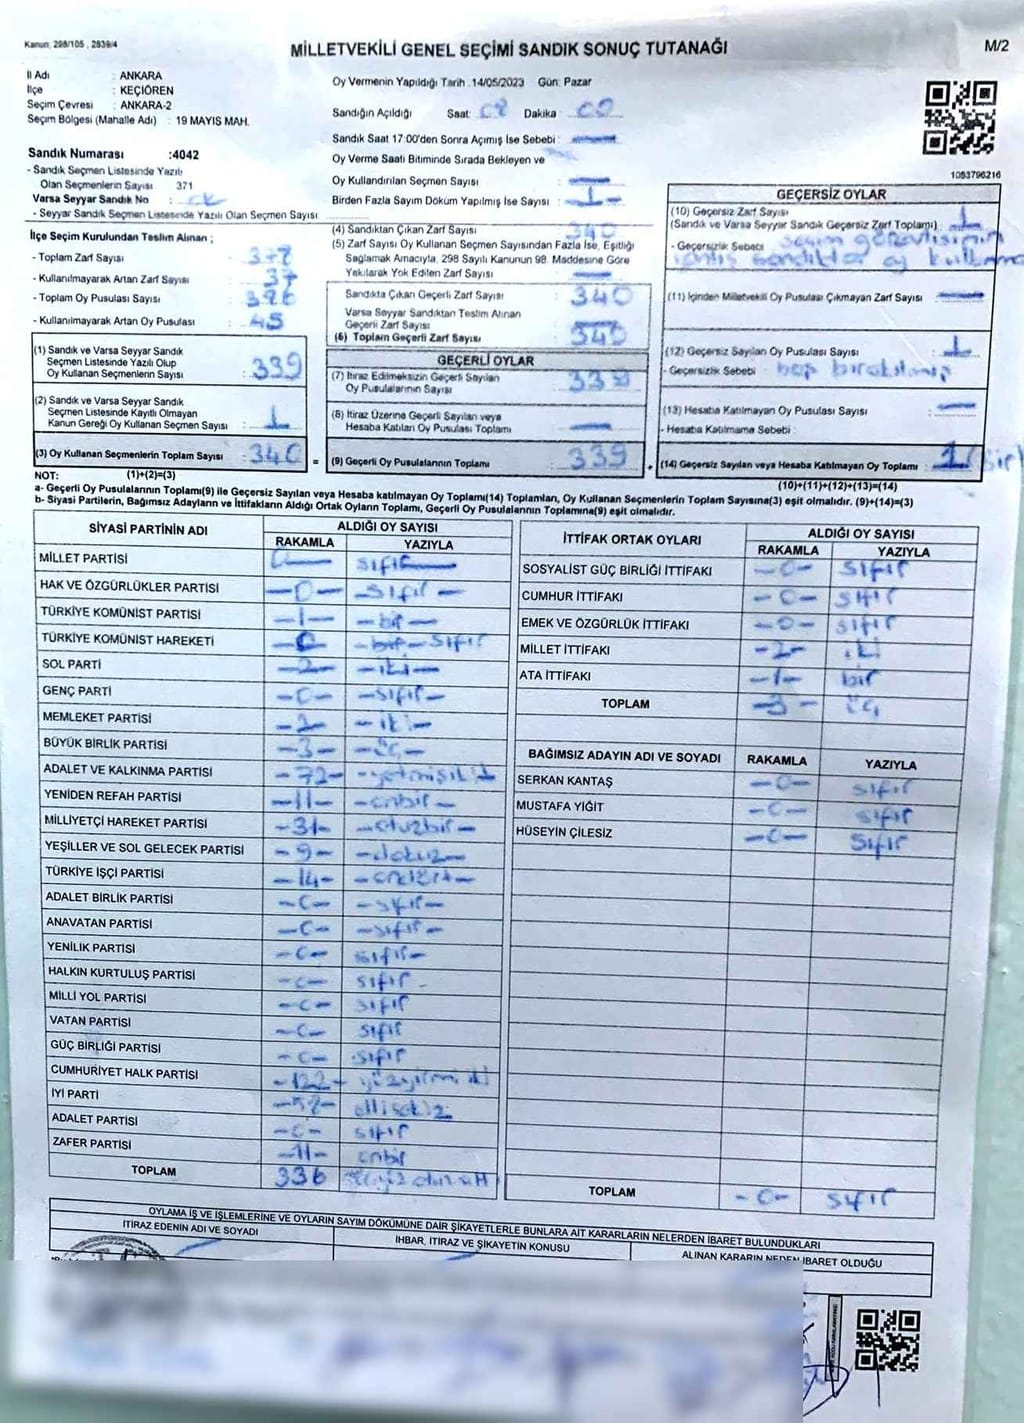 Kanun: 298/105 , 2839/4
MİLLETVEKİLİ GENEL SEÇİMİ SANDIK SONUÇ TUTANAĞI
M/2
İl Adı : ANKARA
İlçe : KEÇİÖREN
Seçim Çevresi : ANKARA-2
Seçim Bölgesi (Mahalle Adı) : 19 MAYIS MAH.
Oy Vermenin Yapıldığı Tarih :14/05/2023 Gün: Pazar
Sandığın Açıldığı Saat: 08 Dakika : 00
Sandık Saat 17:00'den Sonra Açımış İse Sebebi :
Oy Verme Saati Bitiminde Sırada Bekleyen ve
Oy Kullandırılan Seçmen Sayısı :
Birden Fazla Sayım Döküm Yapılmış İse Sayısı : 1
Sandık Numarası :4042
- Sandık Seçmen Listesinde Yazılı
Olan Seçmenlerin Sayısı 371
Varsa Seyyar Sandık No :
- Seyyar Sandık Seçmen Listesinde Yazılı Olan Seçmen Sayısı
İlçe Seçim Kurulundan Teslim Alınan ;
- Toplam Zarf Sayısı :
- Kullanılmayarak Artan Zarf Sayısı : 37
- Toplam Oy Pusulası Sayısı :
- Kullanılmayarak Artan Oy Pusulası : 45
(1) Sandık ve Varsa Seyyar Sandık
Seçmen Listesinde Yazılı Olup
Oy Kullanan Seçmenlerin Sayısı : 339
(2) Sandık ve Varsa Seyyar Sandık
Seçmen Listesinde Kayıtlı Olmayan
Kanun Gereği Oy Kullanan Seçmen Sayısı : 1
(3) Oy Kullanan Seçmenlerin Toplam Sayısı : 340
(4) Sandıktan Çıkan Zarf Sayısı : 340
(5) Zarf Sayısı Oy Kullanan Seçmen Sayısından Fazla İse, Eşitliği
Sağlamak Amacıyla, 298 Sayılı Kanunun 98 Maddesine Göre
Yakılarak Yok Edilen Zarf Sayısı :
Sandıkta Çıkan Geçerli Zarf Sayısı : 340
Varsa Seyyar Sandıktan Teslim Alınan
Geçerli Zarf Sayısı :
(6) Toplam Geçerli Zarf Sayısı : 340
GEÇERLİ OYLAR
(7) İtiraz Edilmeksizin Geçerli Sayılan
Oy Pusulalarının Sayısı : 339
(8) İtiraz Üzerine Geçerli Sayılan veya
Hesaba Katılan Oy Pusulası Toplamı :
= (9) Geçerli Oy Pusulalarının Toplamı : 339
1083796216
GEÇERSİZ OYLAR
(10) Geçersiz Zarf Sayısı
(Sandık ve Varsa Seyyar Sandık Geçersiz Zarf Toplamı) :
- Geçersizlik Sebebi : seçim görevlisinin
(11) İçinden Milletvekili Oy Pusulası Çıkmayan Zarf Sayısı :
(12) Geçersiz Sayılan Oy Pusulası Sayısı : 1
- Geçersizlik Sebebi :
(13) Hesaba Katılmayan Oy Pusulası Sayısı :
- Hesaba Katılmama Sebebi :
+ (14) Geçersiz Sayılan veya Hesaba Katılmayan Oy Toplamı : 1(bir)
NOT: (1)+(2)=(3)
(10)+(11)+(12)+(13)=(14)
a- Geçerli Oy Pusulalarının Toplamı(9) ile Geçersiz Sayılan veya Hesaba katılmayan Oy Toplamı(14) Toplamları, Oy Kullanan Seçmenlerin Toplam Sayısına(3) eşit olmalıdır. (9)+(14)=(3)
b- Siyasi Partilerin, Bağımsız Adayların ve İttifakların Aldığı Ortak Oyların Toplamı, Geçerli Oy Pusulalarının Toplamına(9) eşit olmalıdır.
SİYASİ PARTİNİN ADI ALDIĞI OY SAYISI
RAKAMLA YAZIYLA
MİLLET PARTİSİ 0 sıfır
HAK VE ÖZGÜRLÜKLER PARTİSİ -0- -sıfır-
TÜRKİYE KOMÜNİST PARTİSİ -1- -bir-
TÜRKİYE KOMÜNİST HAREKETİ -0- -bir- sıfır
SOL PARTİ -2- -iki-
GENÇ PARTİ -0- -sıfır-
MEMLEKET PARTİSİ -2- -iki-
BÜYÜK BİRLİK PARTİSİ -3- -üç-
ADALET VE KALKINMA PARTİSİ -72- -yetmişiki-
YENİDEN REFAH PARTİSİ -11- -onbir-
MİLLİYETÇİ HAREKET PARTİSİ -31- -otuzbir-
YEŞİLLER VE SOL GELECEK PARTİSİ -9- -dokuz-
TÜRKİYE İŞÇİ PARTİSİ -14- -ondört-
ADALET BİRLİK PARTİSİ -0- -sıfır-
ANAVATAN PARTİSİ -0- -sıfır-
YENİLİK PARTİSİ -0- sıfır-
HALKIN KURTULUŞ PARTİSİ -0- sıfır-
MİLLİ YOL PARTİSİ -0- sıfır
VATAN PARTİSİ -0- sıfır
GÜÇ BİRLİĞİ PARTİSİ -0- sıfır
CUMHURİYET HALK PARTİSİ -122- yüzyirmi iki
İYİ PARTİ -58- ellisekiz
ADALET PARTİSİ -0- sıfır
ZAFER PARTİSİ -11- onbir
TOPLAM 336
İTTİFAK ORTAK OYLARI ALDIĞI OY SAYISI
RAKAMLA YAZIYLA
SOSYALİST GÜÇ BİRLİĞİ İTTİFAKI -0- sıfır
CUMHUR İTTİFAKI -0- sıfır
EMEK VE ÖZGÜRLÜK İTTİFAKI -0- sıfır
MİLLET İTTİFAKI -2- iki
ATA İTTİFAKI -1- bir
TOPLAM -3- üç
BAĞIMSIZ ADAYIN ADI VE SOYADI RAKAMLA YAZIYLA
SERKAN KANTAŞ -0- sıfır
MUSTAFA YİĞİT -0- sıfır
HÜSEYİN ÇİLESİZ -0- sıfır
TOPLAM -0- sıfır
OYLAMA İŞ VE İŞLEMLERİNE VE OYLARIN SAYIM DÖKÜMÜNE DAİR ŞİKAYETLERLE BUNLARA AİT KARARLARIN NELERDEN İBARET BULUNDUKLARI
İTİRAZ EDENİN ADI VE SOYADI
İHBAR, İTİRAZ VE ŞİKAYETİN KONUSU
ALINAN KARARIN NEDEN İBARET OLDUĞU